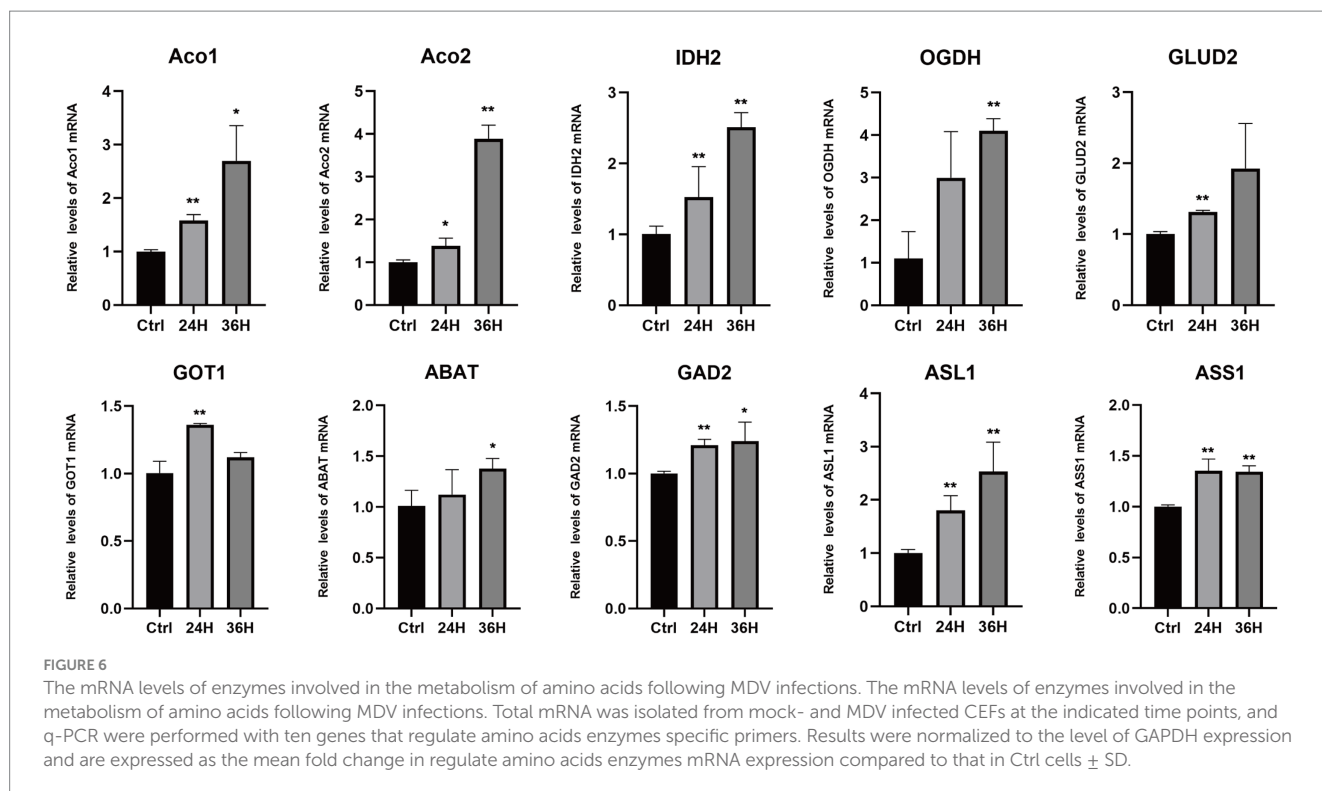 Aco1
Aco2
IDH2
OGDH
GLUD2
Relative levels of Aco1 mRNA
4
3
2
1
0
**
*
Ctrl 24H 36H
Relative levels of Aco2 mRNA
5
4
3
2
1
0
*
**
Ctrl 24H 36H
Relative levels of IDH2 mRNA
3
2
1
0
**
**
Ctrl 24H 36H
Relative levels of OGDH mRNA
5
4
3
2
1
0
**
Ctrl 24H 36H
Relative levels of GLUD2 mRNA
3
2
1
0
**
Ctrl 24H 36H
GOT1
ABAT
GAD2
ASL1
ASS1
Relative levels of GOT1 mRNA
1.5
1.0
0.5
0.0
**
Ctrl 24H 36H
Relative levels of ABAT mRNA
2.0
1.5
1.0
0.5
0.0
*
Ctrl 24H 36H
Relative levels of GAD2 mRNA
1.5
1.0
0.5
0.0
**
*
Ctrl 24H 36H
Relative levels of ASL1 mRNA
4
3
2
1
0
**
**
Ctrl 24H 36H
Relative levels of ASS1 mRNA
2.0
1.5
1.0
0.5
0.0
**
**
Ctrl 24H 36H
FIGURE 6
The mRNA levels of enzymes involved in the metabolism of amino acids following MDV infections. The mRNA levels of enzymes involved in the
metabolism of amino acids following MDV infections. Total mRNA was isolated from mock- and MDV infected CEFs at the indicated time points, and
q-PCR were performed with ten genes that regulate amino acids enzymes specific primers. Results were normalized to the level of GAPDH expression
and are expressed as the mean fold change in regulate amino acids enzymes mRNA expression compared to that in Ctrl cells ± SD.